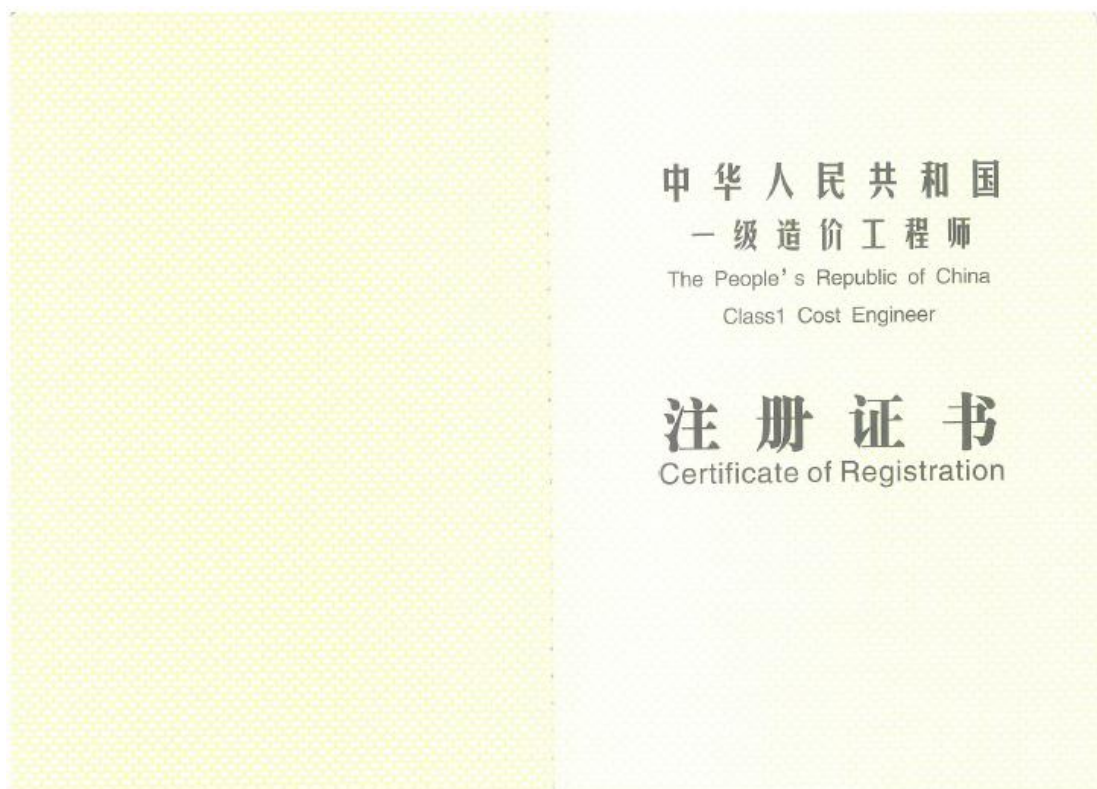 中华人民共和国
一级造价工程师
The People's Republic of China
Class1 Cost Engineer
注册证书
Certificate of Registration